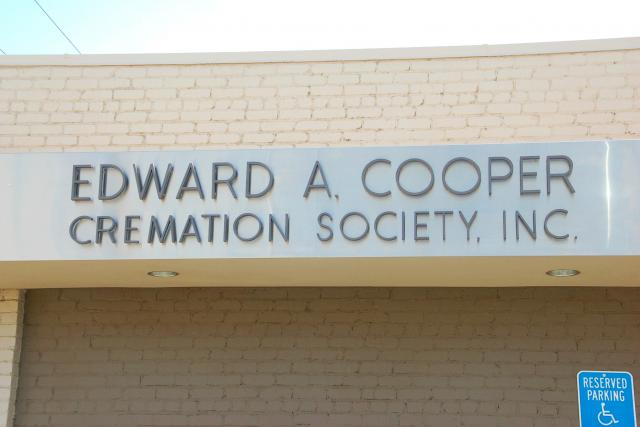 EDWARD A. COOPER
CREMATION SOCIETY, INC.
RESERVED
PARKING